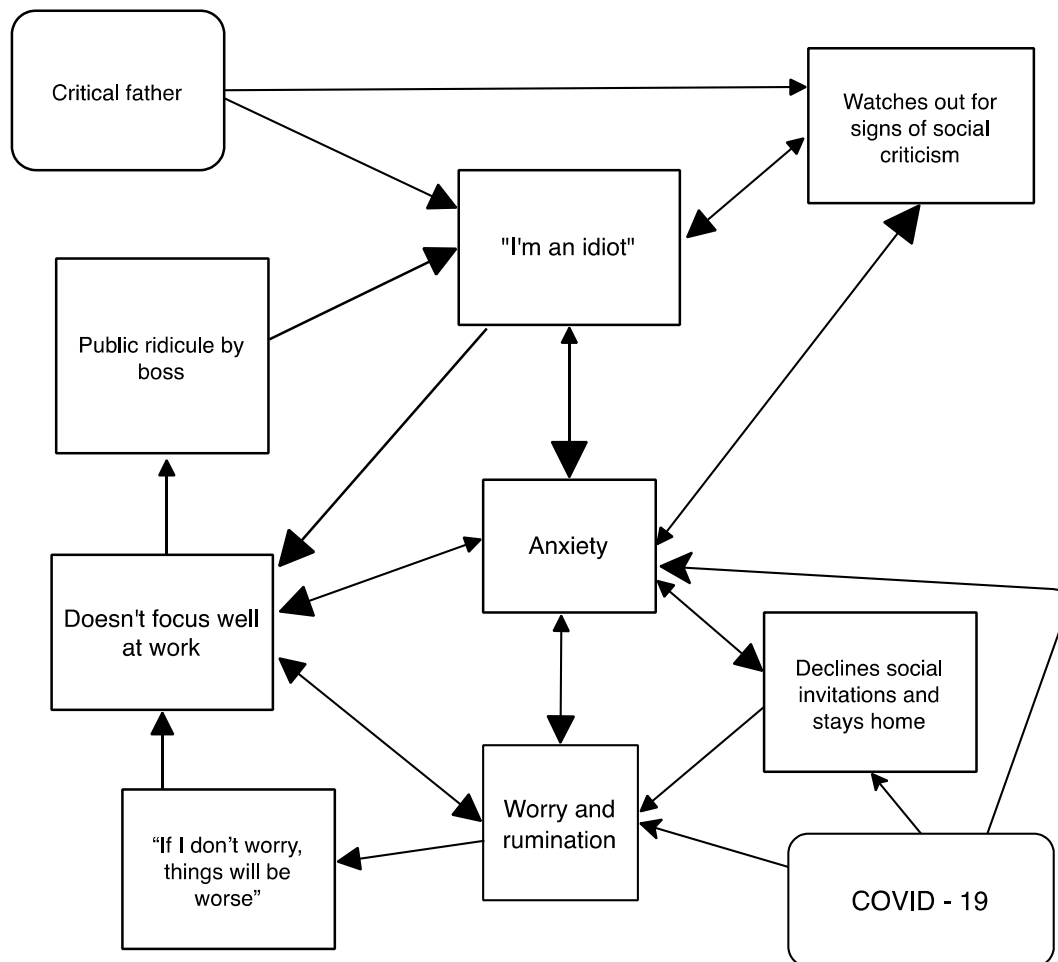 Critical father
Watches out for
signs of social
criticism
"I'm an idiot"
Public ridicule by
boss
Anxiety
Doesn't focus well
at work
Declines social
invitations and
stays home
Worry and
rumination
“If I don’t worry,
things will be
worse”
COVID - 19